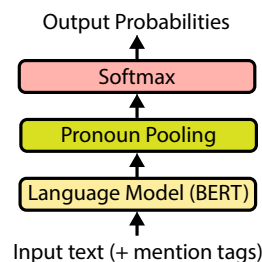 Output Probabilities
Softmax
Pronoun Pooling
Language Model (BERT)
Input text (+ mention tags)